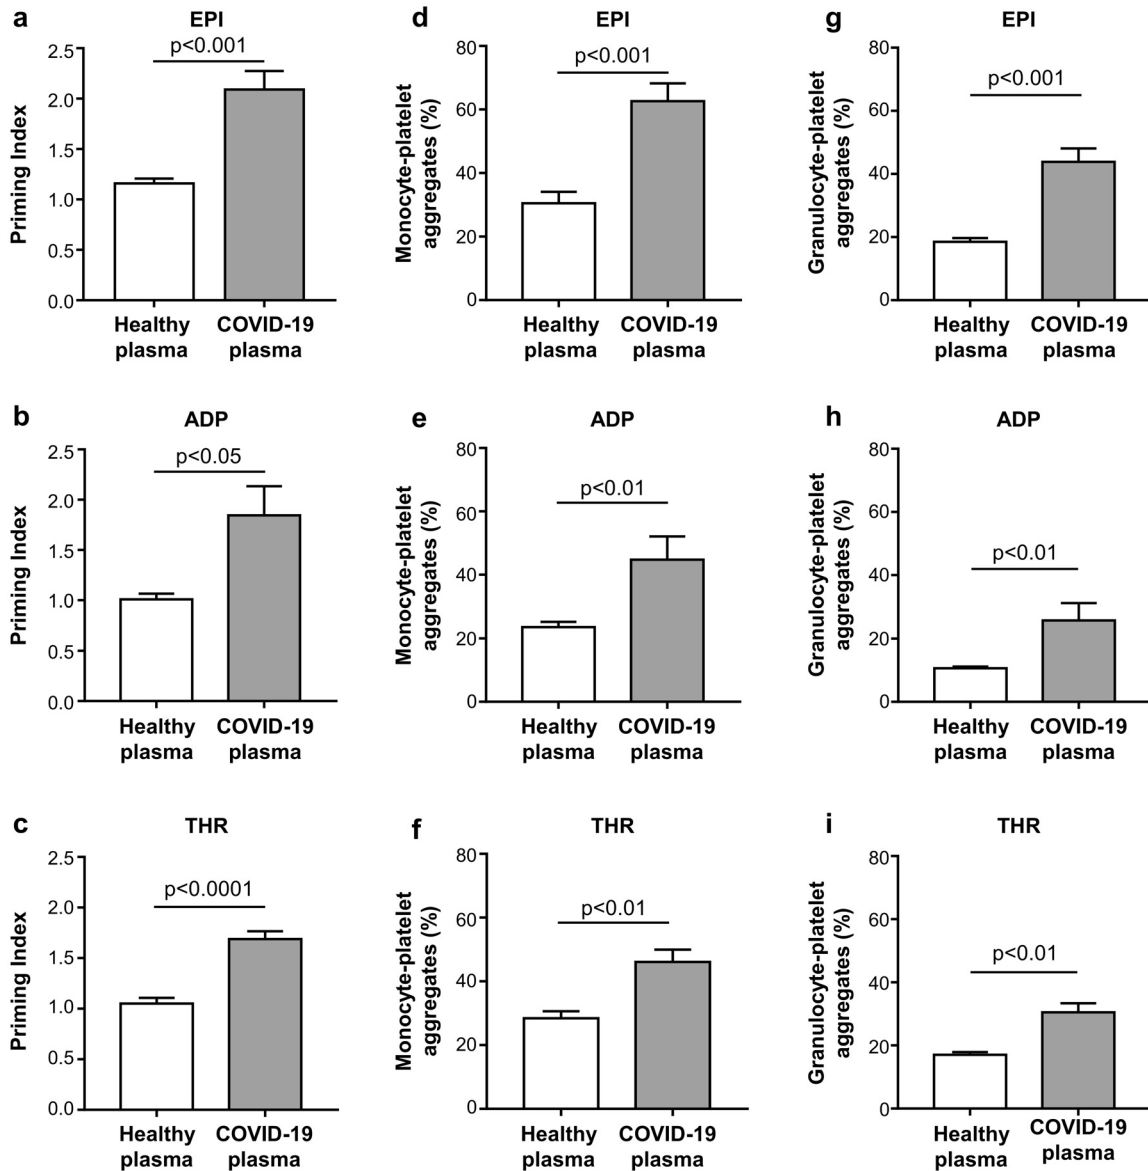 a
EPI
p<0.001
Priming Index
2.5
2.0
1.5
1.0
0.5
0.0
Healthy
plasma
COVID-19
plasma
d
EPI
p<0.001
Monocyte-platelet
aggregates (%)
80
60
40
20
0
Healthy
plasma
COVID-19
plasma
g
EPI
p<0.001
Granulocyte-platelet
aggregates (%)
80
60
40
20
0
Healthy
plasma
COVID-19
plasma
b
ADP
p<0.05
Priming Index
2.5
2.0
1.5
1.0
0.5
0.0
Healthy
plasma
COVID-19
plasma
e
ADP
p<0.01
Monocyte-platelet
aggregates (%)
80
60
40
20
0
Healthy
plasma
COVID-19
plasma
h
ADP
p<0.01
Granulocyte-platelet
aggregates (%)
80
60
40
20
0
Healthy
plasma
COVID-19
plasma
c
THR
p<0.0001
Priming Index
2.5
2.0
1.5
1.0
0.5
0.0
Healthy
plasma
COVID-19
plasma
f
THR
p<0.01
Monocyte-platelet
aggregates (%)
80
60
40
20
0
Healthy
plasma
COVID-19
plasma
i
THR
p<0.01
Granulocyte-platelet
aggregates (%)
80
60
40
20
0
Healthy
plasma
COVID-19
plasma